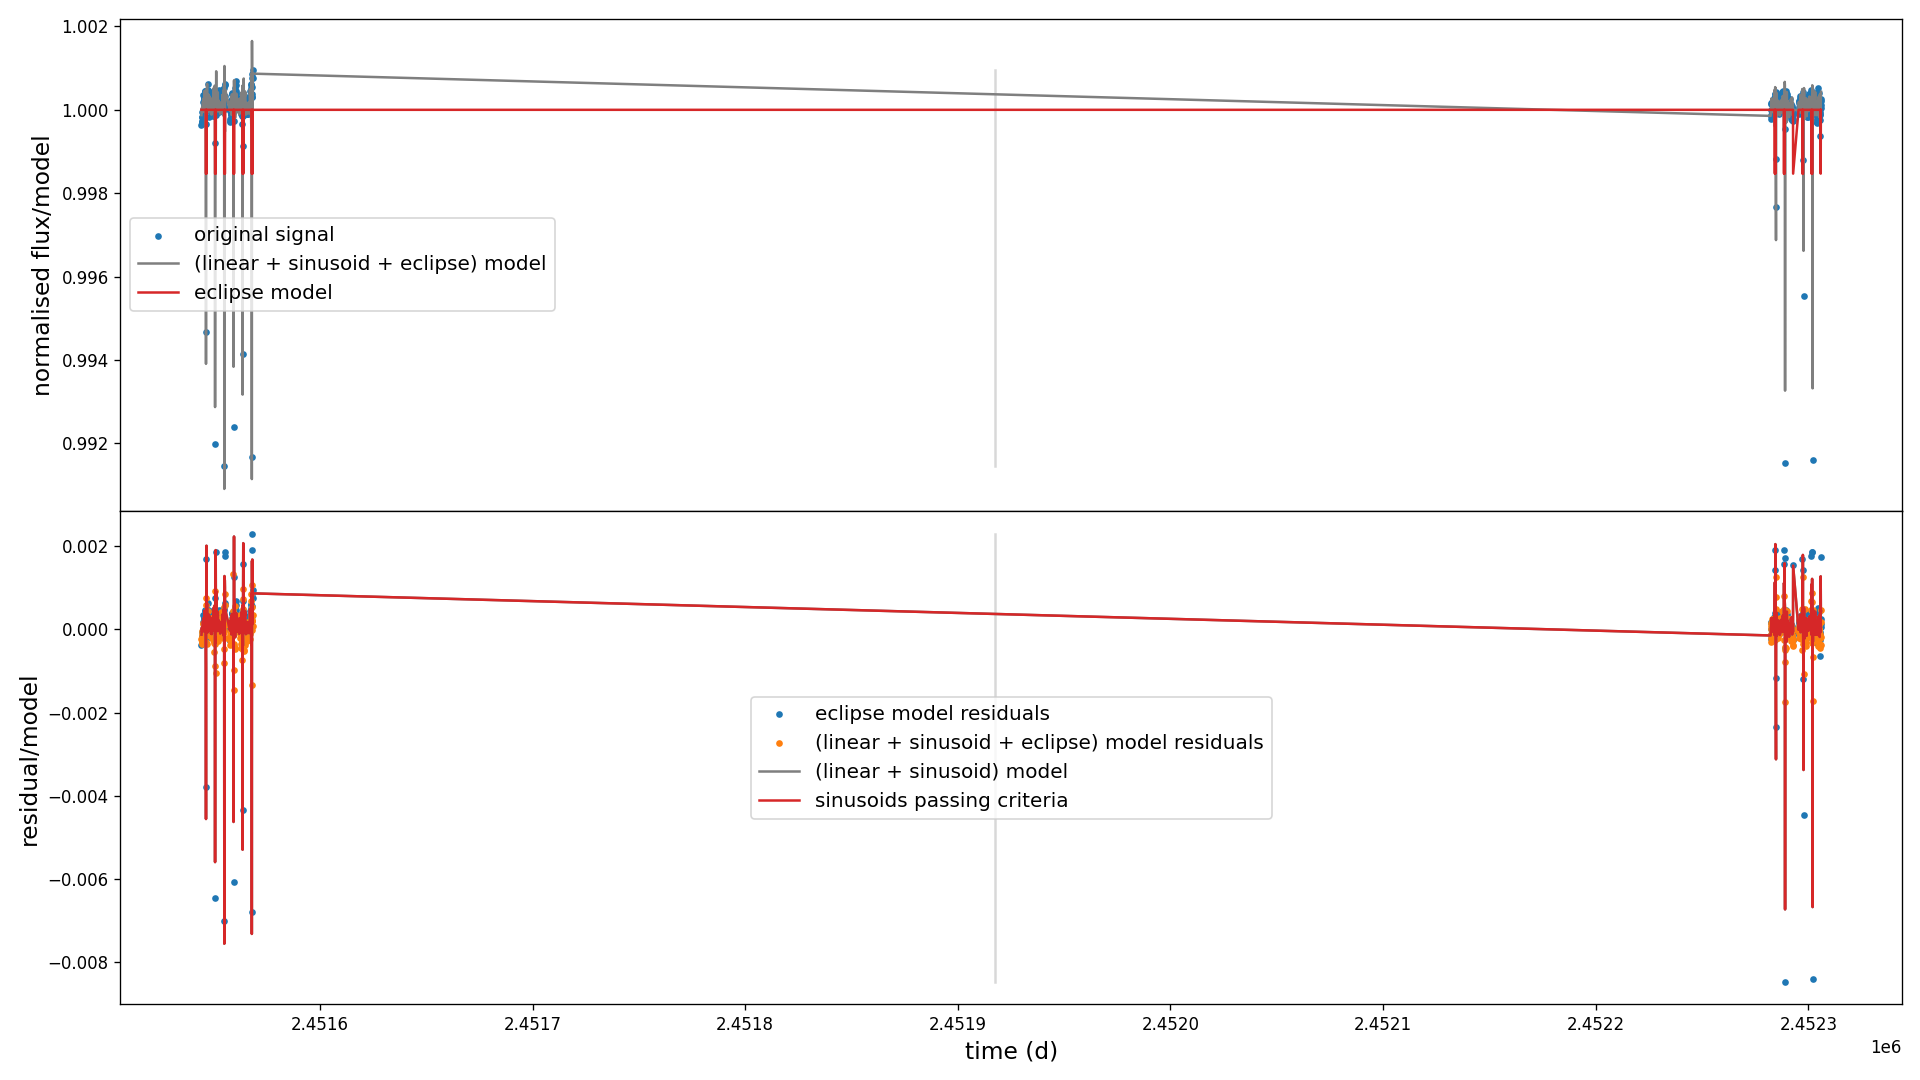 1.002
1.000
0.998
0.996
0.994
0.992
normalised flux/model
original signal
(linear + sinusoid + eclipse) model
eclipse model
0.002
0.000
−0.002
−0.004
−0.006
−0.008
residual/model
eclipse model residuals
(linear + sinusoid + eclipse) model residuals
(linear + sinusoid) model
sinusoids passing criteria
2.4516 2.4517 2.4518 2.4519 2.4520 2.4521 2.4522 2.4523
1e6
time (d)